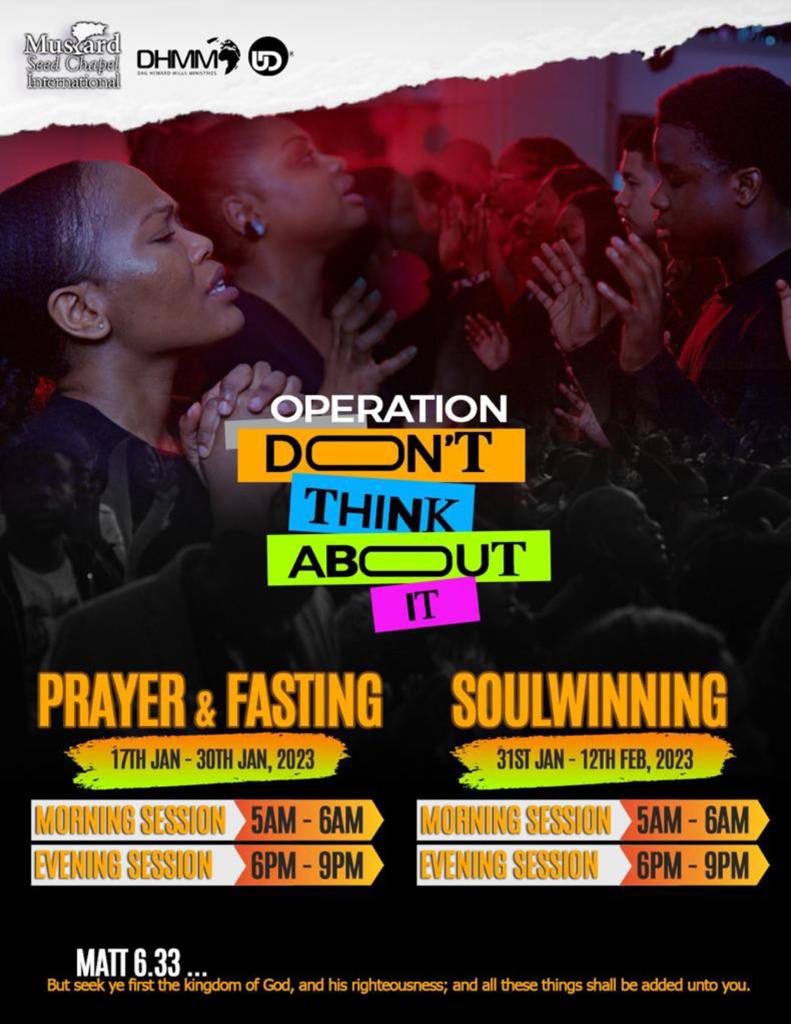 Mustard
Seed Chapel
International
DHMM
DAG HEWARD-MILLS MINISTRIES
UD
OPERATION
DON'T
THINK
ABOUT
IT
PRAYER & FASTING
17TH JAN - 30TH JAN, 2023
MORNING SESSION 5AM - 6AM
EVENING SESSION 6PM - 9PM
SOULWINNING
31ST JAN - 12TH FEB, 2023
MORNING SESSION 5AM - 6AM
EVENING SESSION 6PM - 9PM
MATT 6.33 ...
But seek ye first the kingdom of God, and his righteousness; and all these things shall be added unto you.